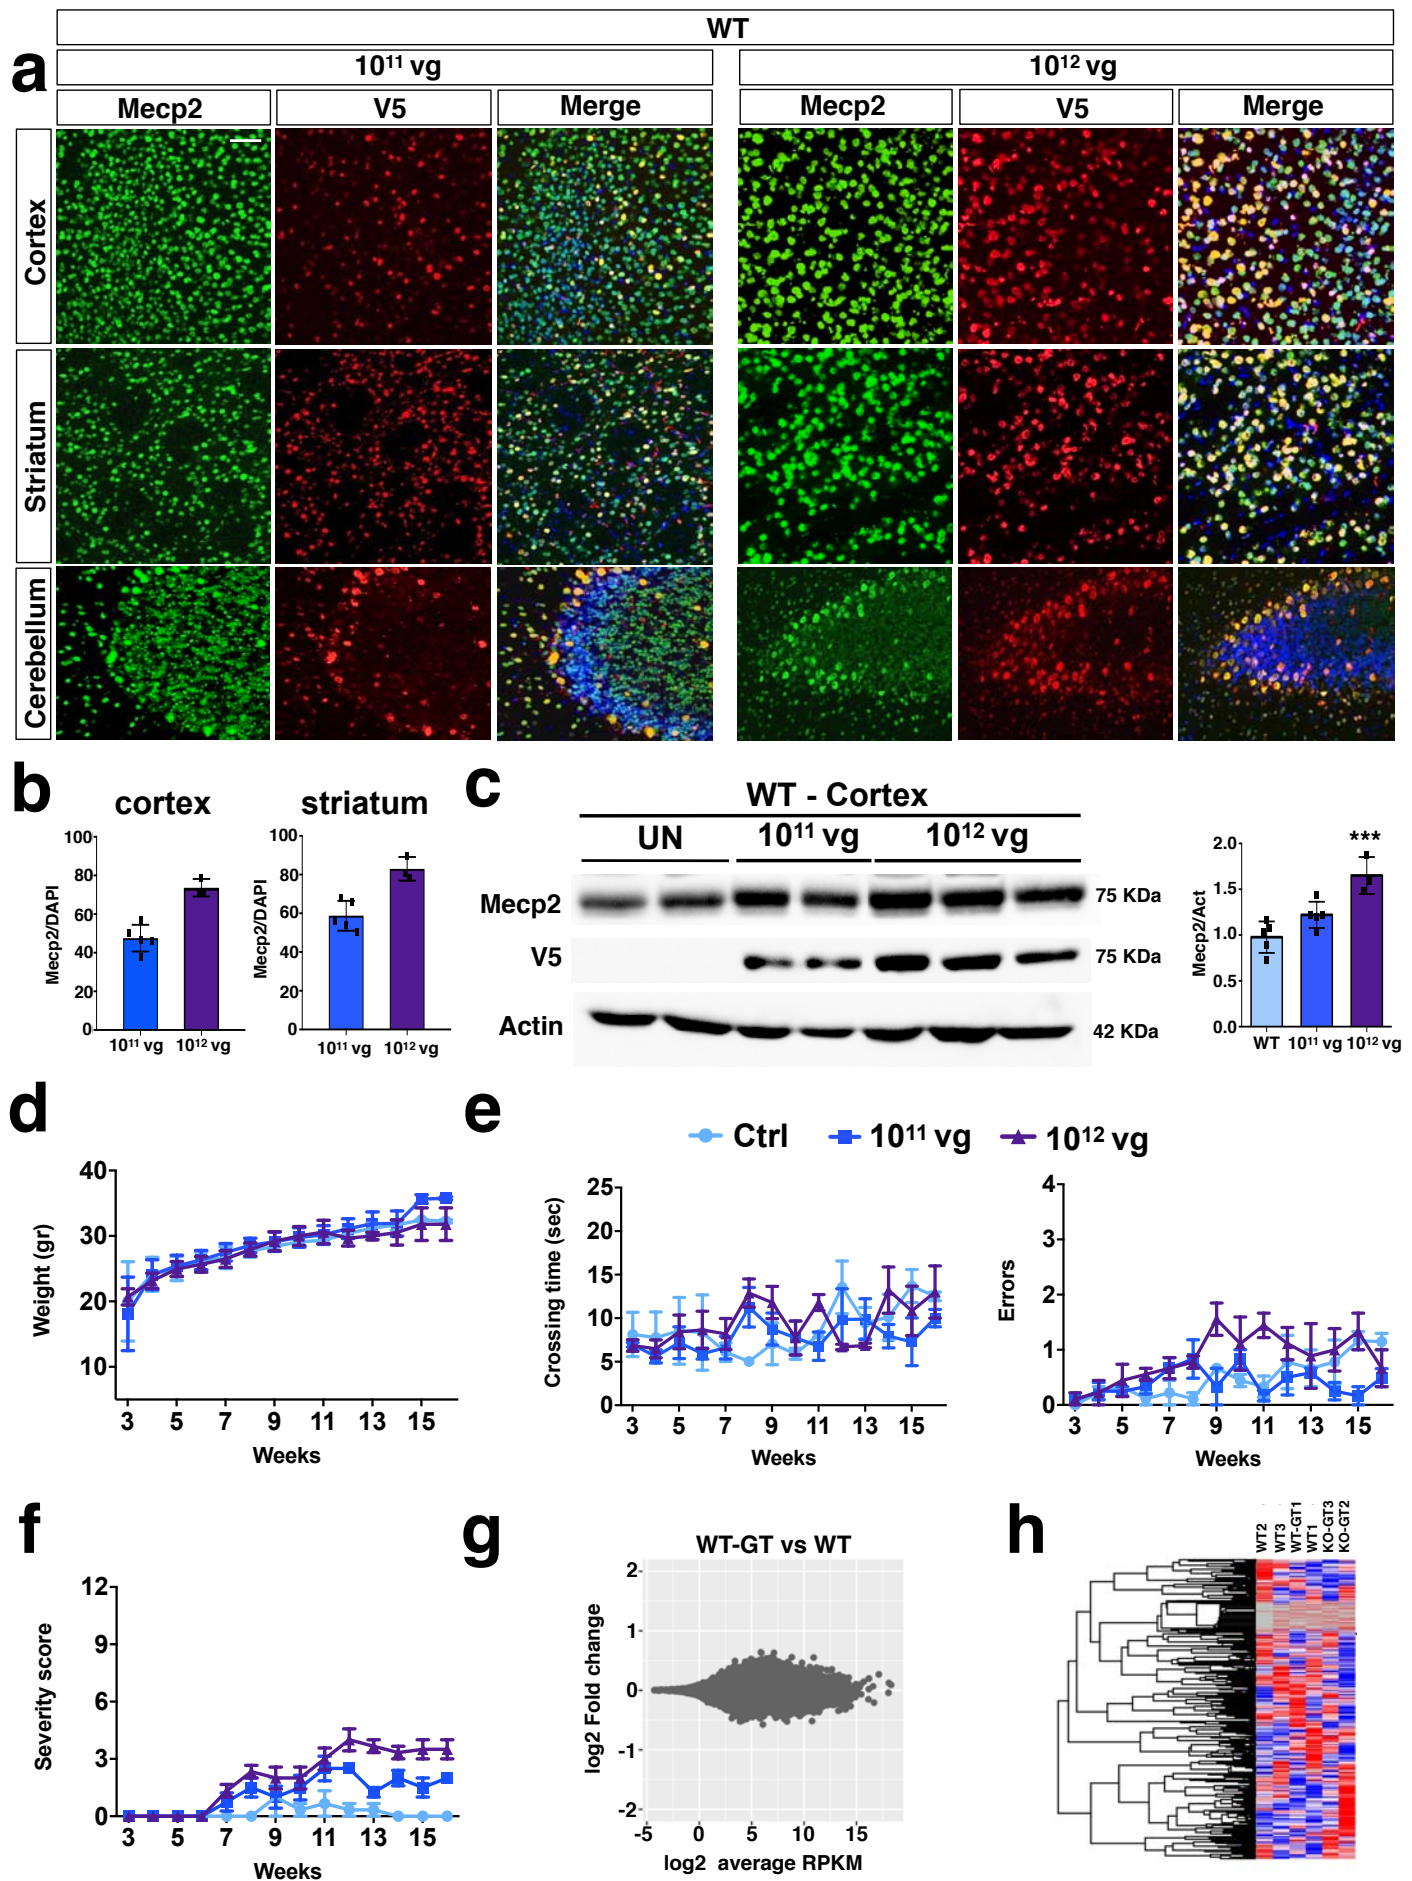 WT
a
10¹¹ vg
10¹² vg
Mecp2
V5
Merge
Mecp2
V5
Merge
Cortex
Striatum
Cerebellum
b
cortex
striatum
Mecp2/DAPI
100
80
60
40
20
0
10¹¹ vg
10¹² vg
Mecp2/DAPI
100
80
60
40
20
0
10¹¹ vg
10¹² vg
c
WT - Cortex
UN
10¹¹ vg
10¹² vg
Mecp2
75 KDa
V5
75 KDa
Actin
42 KDa
***
Mecp2/Act
2.0
1.5
1.0
0.5
0.0
WT
10¹¹ vg
10¹² vg
d
Weight (gr)
40
30
20
10
3 5 7 9 11 13 15
Weeks
e
Ctrl
10¹¹ vg
10¹² vg
Crossing time (sec)
25
20
15
10
5
0
3 5 7 9 11 13 15
Weeks
Errors
4
3
2
1
0
3 5 7 9 11 13 15
Weeks
f
Severity score
12
9
6
3
0
3 5 7 9 11 13 15
Weeks
g
WT-GT vs WT
log2 Fold change
2
1
0
-1
-2
-5 0 5 10 15
log2 average RPKM
h
WT2
WT3
WT-GT1
WT1
KO-GT3
KO-GT2